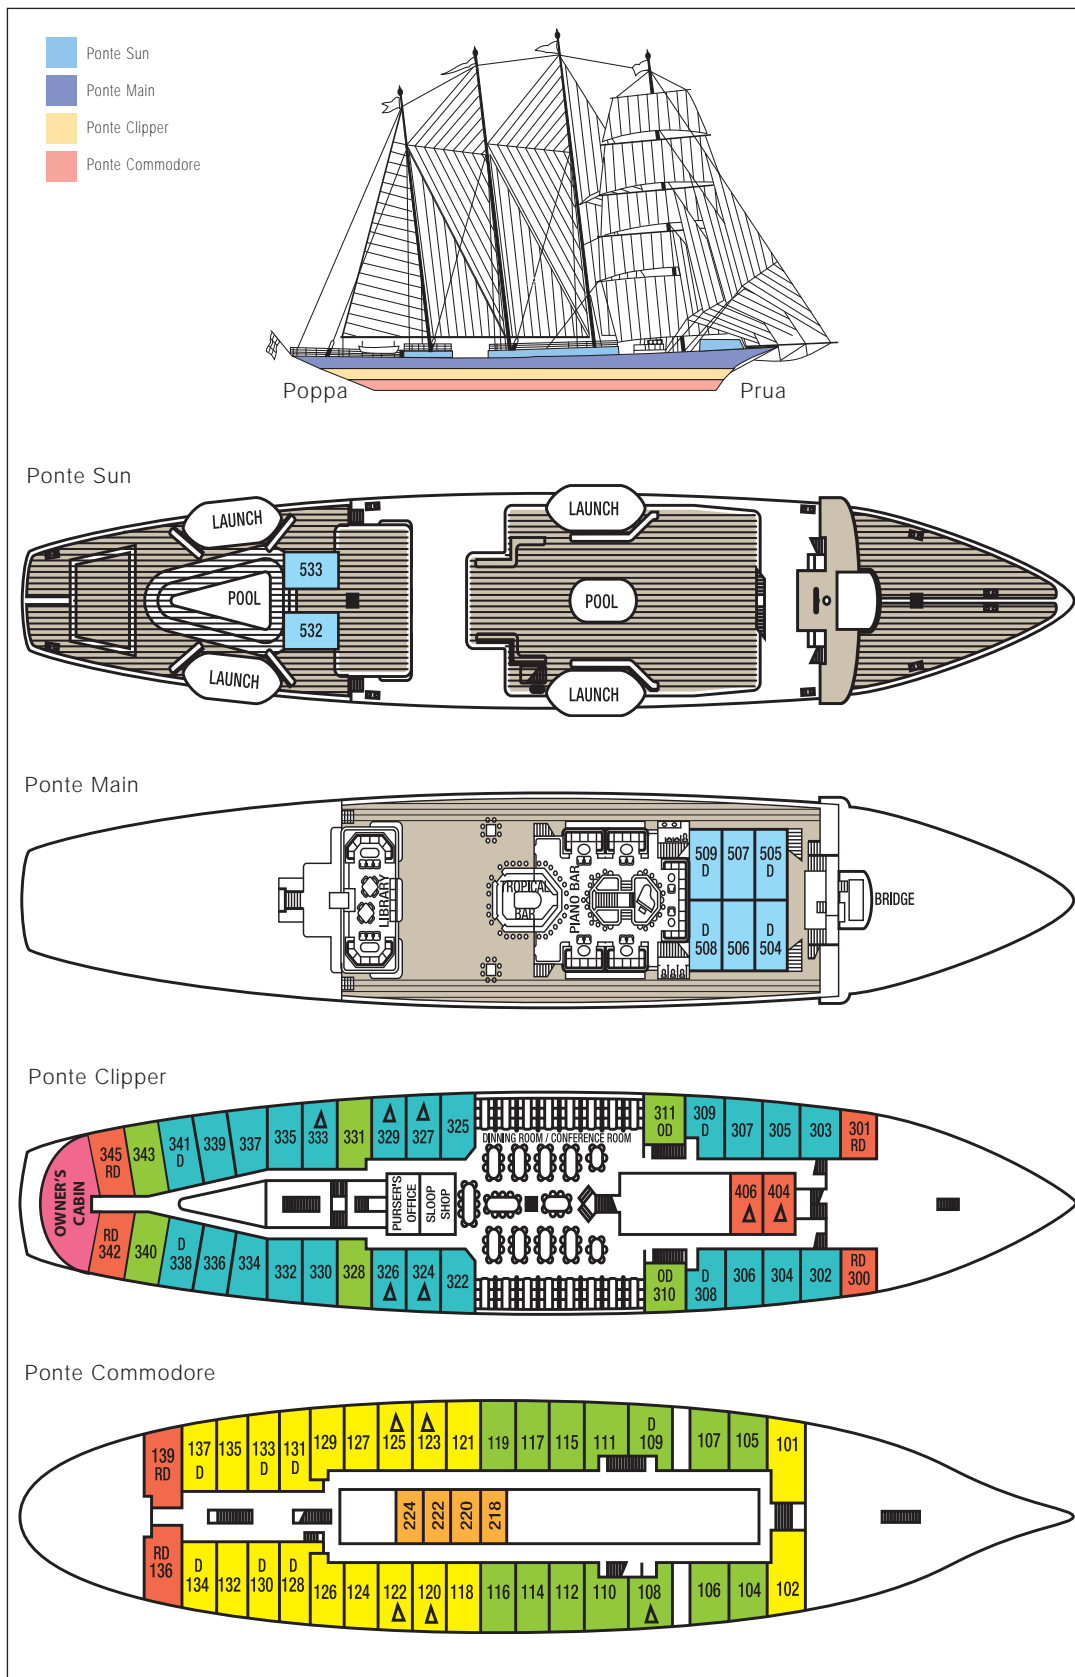 Ponte Sun
Ponte Main
Ponte Clipper
Ponte Commodore
Poppa
Prua
Ponte Sun
LAUNCH
LAUNCH
533
POOL
POOL
532
LAUNCH
LAUNCH
Ponte Main
LIBRARY
TROPICAL
BAR
PIANO BAR
509
D
507
505
D
BRIDGE
D
508
506
D
504
Ponte Clipper
345
RD
343
341
D
339
337
335
333
331
329
327
325
DINNING ROOM / CONFERENCE ROOM
311
OD
309
D
307
305
303
301
RD
OWNER'S
CABIN
PURSER'S
OFFICE
SLOOP
SHOP
406
404
RD
342
340
D
338
336
334
332
330
328
326
324
322
OD
310
D
308
306
304
302
RD
300
Ponte Commodore
139
RD
137
D
135
133
D
131
D
129
127
125
123
121
119
117
115
111
D
109
107
105
101
224
222
220
218
RD
136
D
134
132
D
130
D
128
126
124
122
120
118
116
114
112
110
108
106
104
102